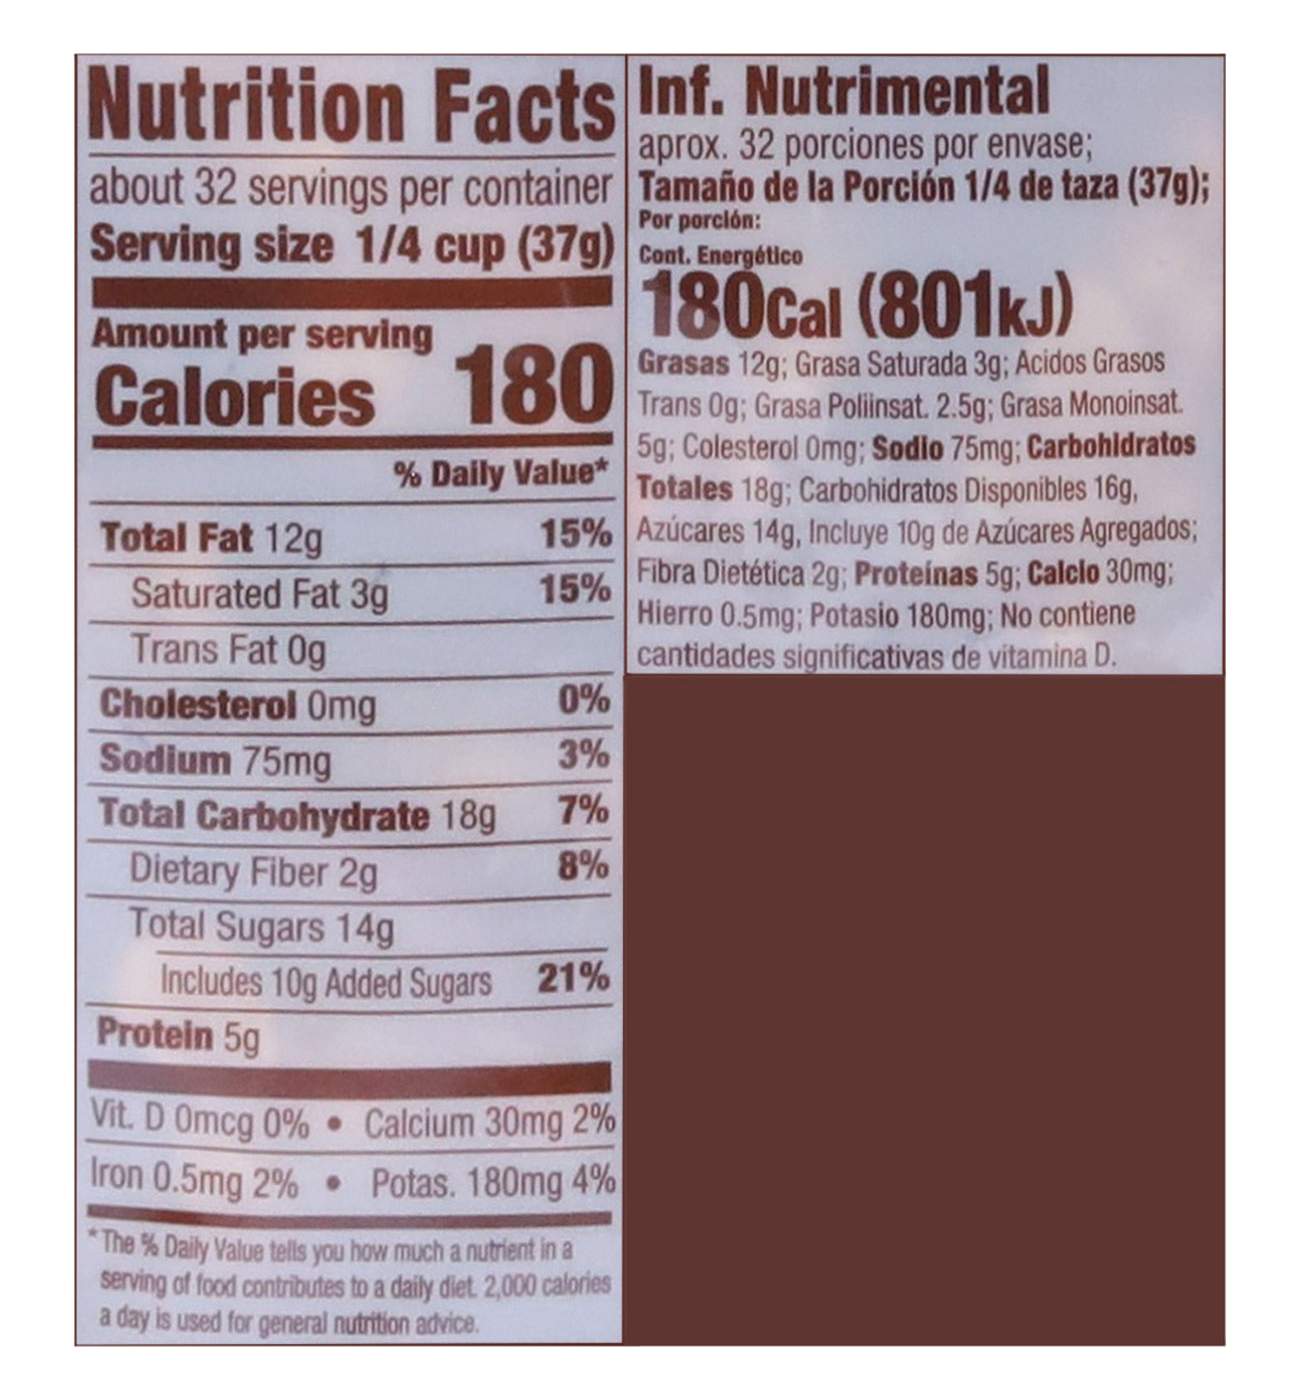 Nutrition Facts
about 32 servings per container
Serving size 1/4 cup (37g)
Amount per serving
Calories 180
% Daily Value*
Total Fat 12g 15%
Saturated Fat 3g 15%
Trans Fat 0g
Cholesterol 0mg 0%
Sodium 75mg 3%
Total Carbohydrate 18g 7%
Dietary Fiber 2g 8%
Total Sugars 14g
Includes 10g Added Sugars 21%
Protein 5g
Vit. D 0mcg 0% • Calcium 30mg 2%
Iron 0.5mg 2% • Potas. 180mg 4%
*The % Daily Value tells you how much a nutrient in a
serving of food contributes to a daily diet. 2,000 calories
a day is used for general nutrition advice.
Inf. Nutrimental
aprox. 32 porciones por envase;
Tamaño de la Porción 1/4 de taza (37g);
Por porción:
Cont. Energético
180Cal (801kJ)
Grasas 12g; Grasa Saturada 3g; Acidos Grasos
Trans 0g; Grasa Poliinsat. 2.5g; Grasa Monoinsat.
5g; Colesterol 0mg; Sodio 75mg; Carbohidratos
Totales 18g; Carbohidratos Disponibles 16g,
Azúcares 14g, Incluye 10g de Azúcares Agregados;
Fibra Dietética 2g; Proteínas 5g; Calcio 30mg;
Hierro 0.5mg; Potasio 180mg; No contiene
cantidades significativas de vitamina D.